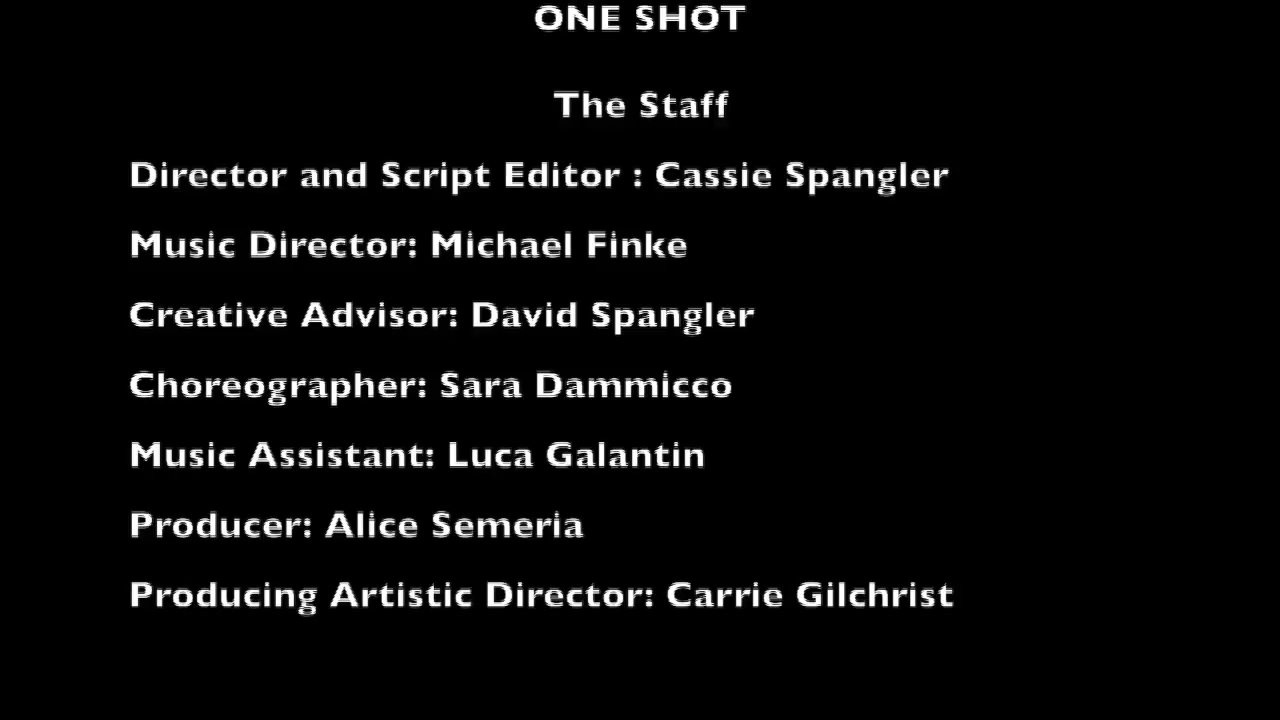 ONE SHOT
The Staff
Director and Script Editor : Cassie Spangler
Music Director: Michael Finke
Creative Advisor: David Spangler
Choreographer: Sara Dammicco
Music Assistant: Luca Galantin
Producer: Alice Semeria
Producing Artistic Director: Carrie Gilchrist